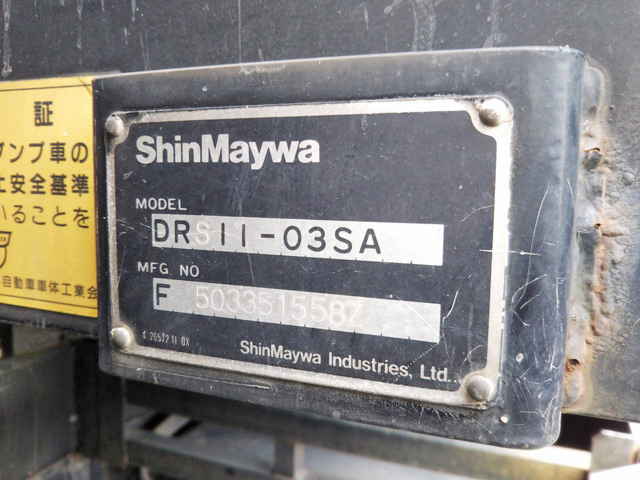 証
ンプ車の
安全基準
いることを
自動車車体工業会
ShinMaywa
MODEL
DRS11-03SA
MFG. NO
F 5033515587
ShinMaywa Industries, Ltd.